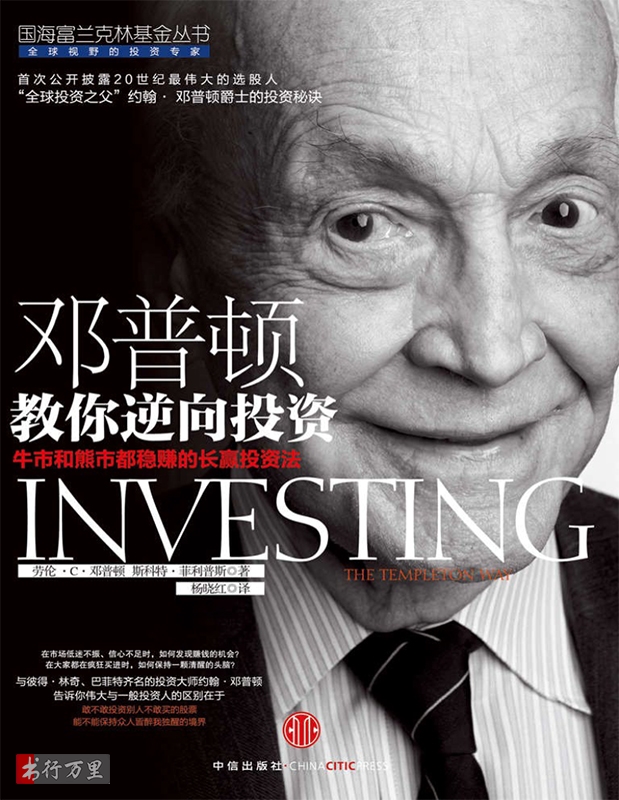 国海富兰克林基金丛书
全球视野的投资专家
首次公开披露20世纪最伟大的选股人
“全球投资之父”约翰·邓普顿爵士的投资秘诀
邓普顿
教你逆向投资
牛市和熊市都稳赚的长赢投资法
INVESTING
THE TEMPLETON WAY
劳伦·C·邓普顿 斯科特·菲利普斯◎著
杨晓红◎译
在市场低迷不振、信心不足时，如何发现赚钱的机会？
在大家都在疯狂买进时，如何保持一颗清醒的头脑？
与彼得·林奇、巴菲特齐名的投资大师约翰·邓普顿
告诉你伟大与一般投资人的区别在于
敢不敢投资别人不敢买的股票
能不能保持众人皆醉我独醒的境界
书行万里
中信出版社·CHINACITICPRESS